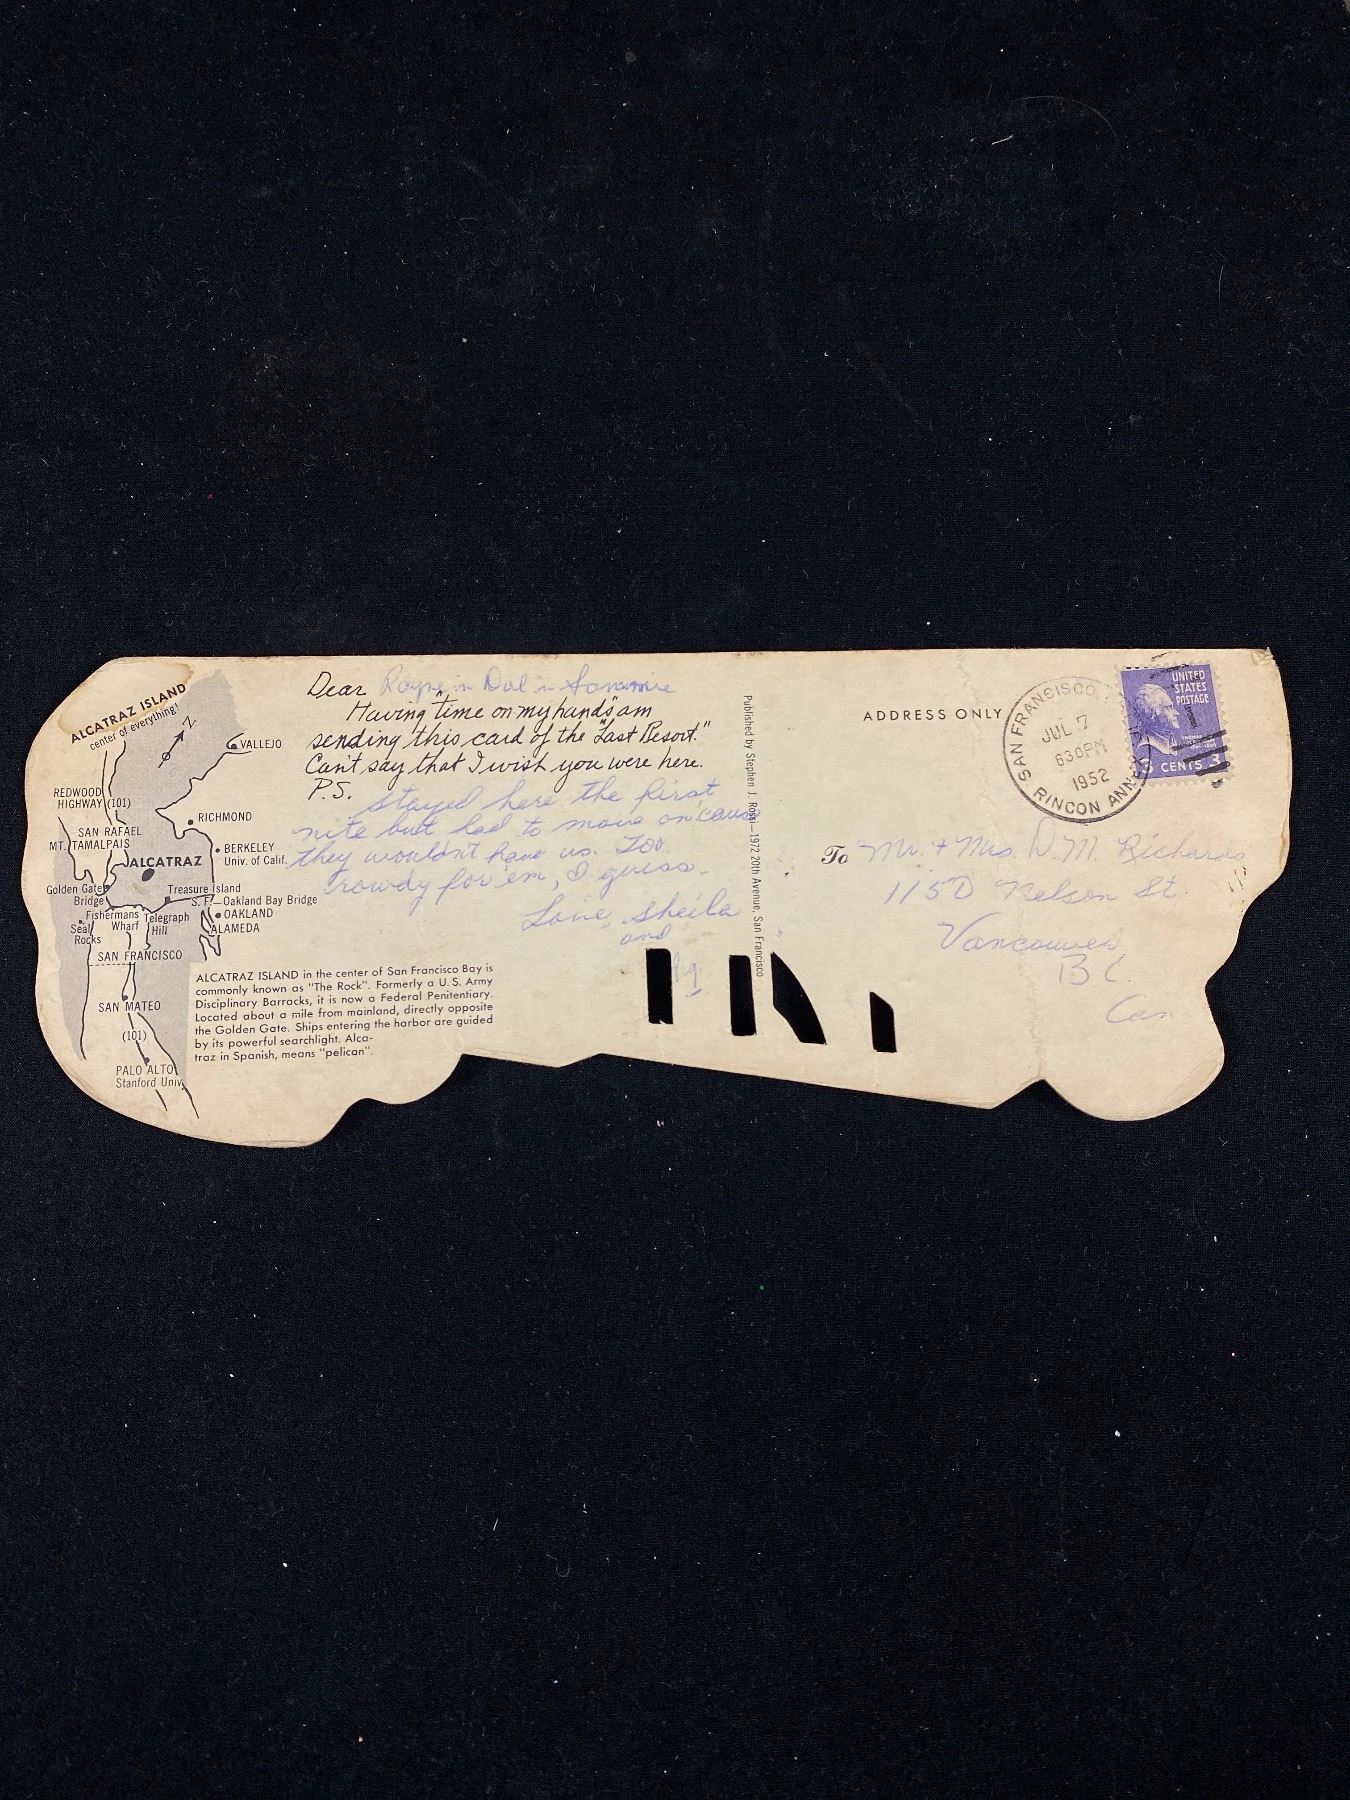 ALCATRAZ ISLAND
center of everything!
N
VALLEJO
REDWOOD
HIGHWAY (101)
RICHMOND
SAN RAFAEL
MT. TAMALPAIS
BERKELEY
Univ. of Calif.
ALCATRAZ
Golden Gate
Bridge
Treasure Island
S. F.—Oakland Bay Bridge
Fishermans
Wharf
Telegraph
Hill
OAKLAND
Seal
Rocks
ALAMEDA
SAN FRANCISCO
SAN MATEO
(101)
PALO ALTO
Stanford Univ.
Dear
Having "time on my hands" am
sending this card of the "Last Resort."
Can't say that I wish you were here.
P.S.
stayed here the first
nite but had to move on 'cause
they wouldn't have us. Too
rowdy for 'em, I guess.
Love, Sheila
and
ALCATRAZ ISLAND in the center of San Francisco Bay is
commonly known as "The Rock". Formerly a U. S. Army
Disciplinary Barracks, it is now a Federal Penitentiary.
Located about a mile from mainland, directly opposite
the Golden Gate. Ships entering the harbor are guided
by its powerful searchlight. Alca-
traz in Spanish, means "pelican".
Published by Stephen J. Rossi—1972 20th Avenue, San Francisco
ADDRESS ONLY
SAN FRANCISCO
JUL 7
630PM
1952
RINCON ANNEX
UNITED
STATES
POSTAGE
3 CENTS 3
To Mr. + Mrs. D. M. Richards
1150 Nelson St
Vancouver,
B C.
Can